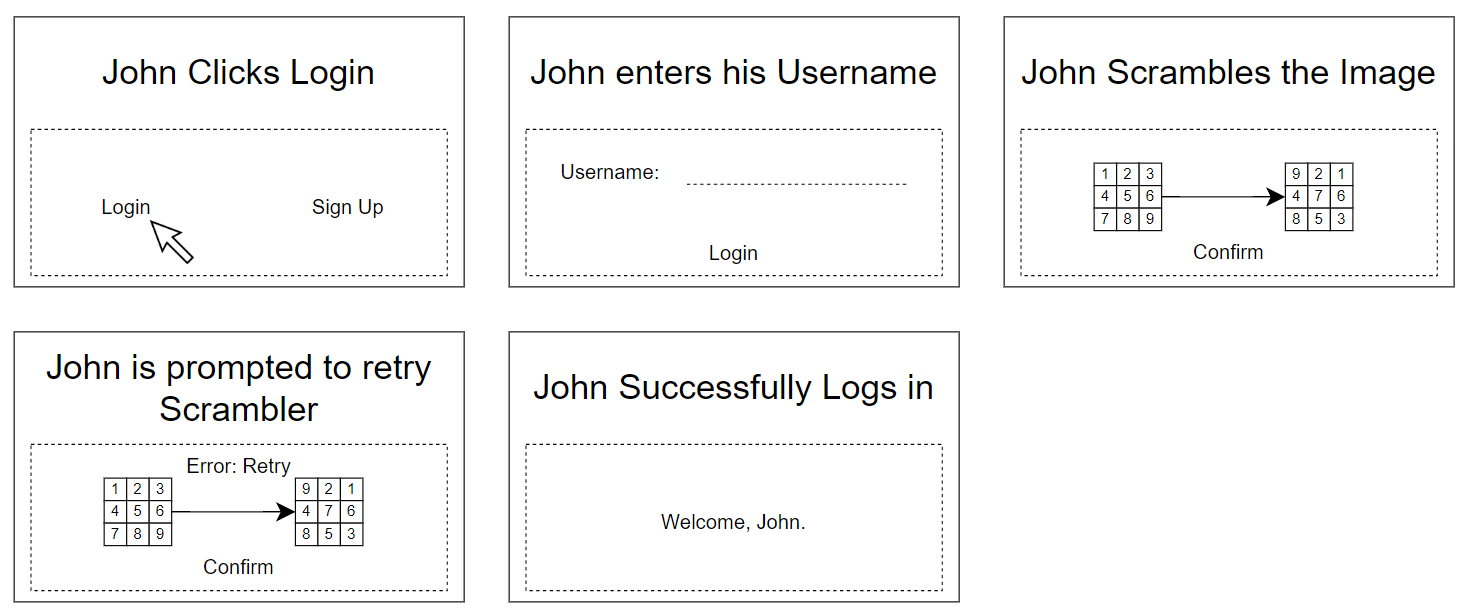 John Clicks Login
Login Sign Up
John enters his Username
Username:
Login
John Scrambles the Image
1 2 3 9 2 1
4 5 6 4 7 6
7 8 9 8 5 3
Confirm
John is prompted to retry
Scrambler
Error: Retry
1 2 3 9 2 1
4 5 6 4 7 6
7 8 9 8 5 3
Confirm
John Successfully Logs in
Welcome, John.